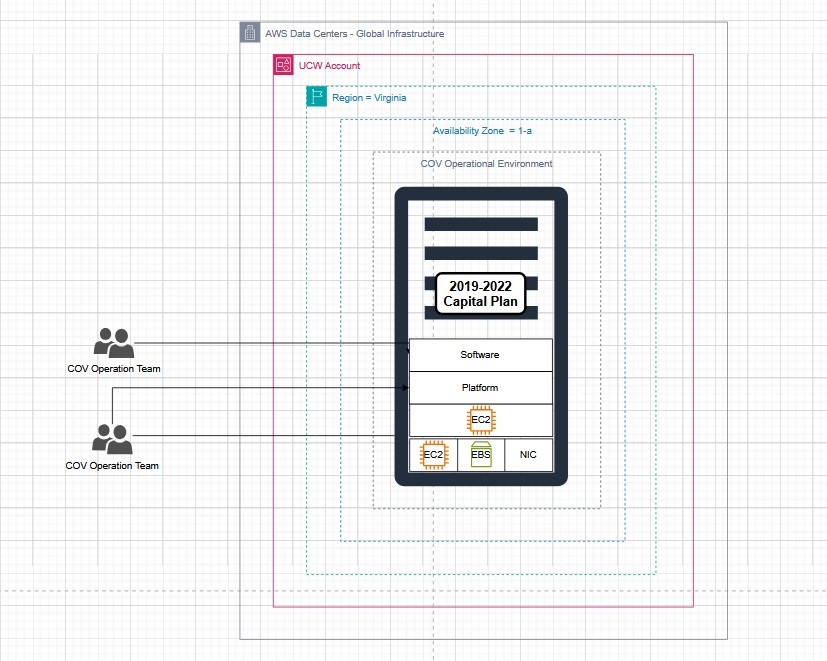 AWS Data Centers - Global Infrastructure
UCW Account
Region = Virginia
Availability Zone = 1-a
COV Operational Environment
2019-2022
Capital Plan
Software
COV Operation Team
Platform
EC2
EC2
EBS
NIC
COV Operation Team